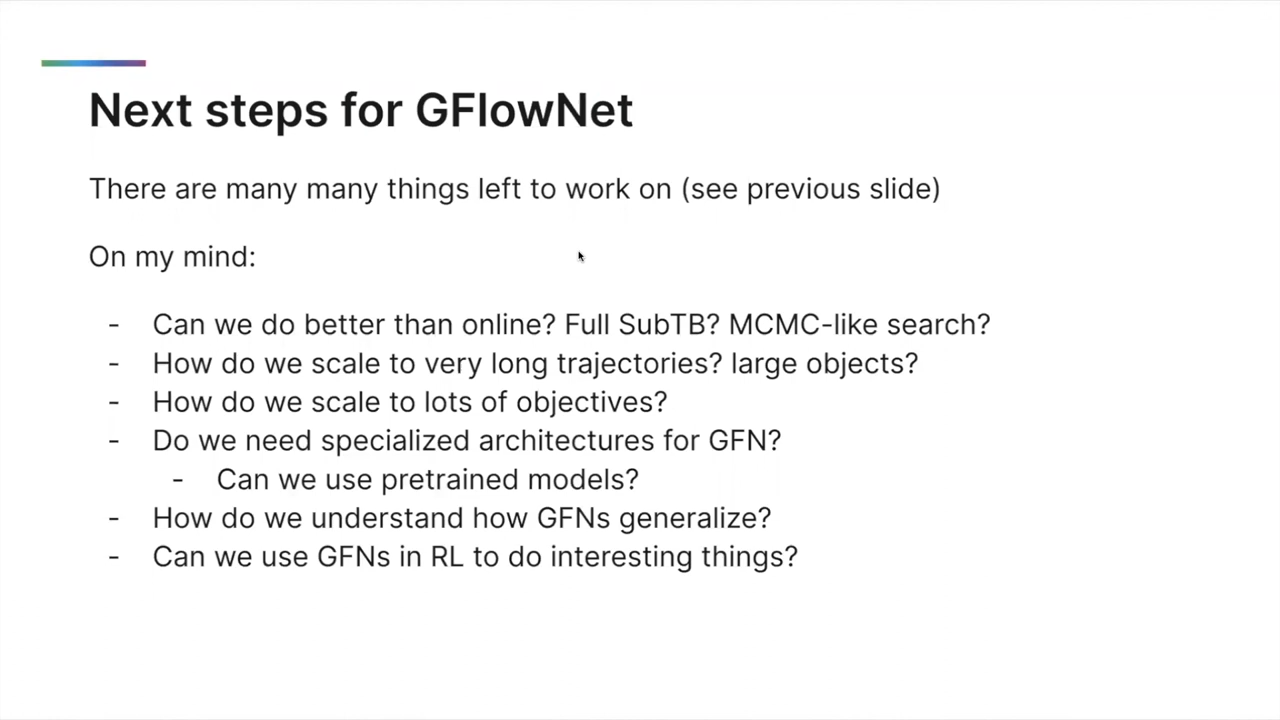 Next steps for GFlowNet
There are many many things left to work on (see previous slide)
On my mind:
- Can we do better than online? Full SubTB? MCMC-like search?
- How do we scale to very long trajectories? large objects?
- How do we scale to lots of objectives?
- Do we need specialized architectures for GFN?
- Can we use pretrained models?
- How do we understand how GFNs generalize?
- Can we use GFNs in RL to do interesting things?